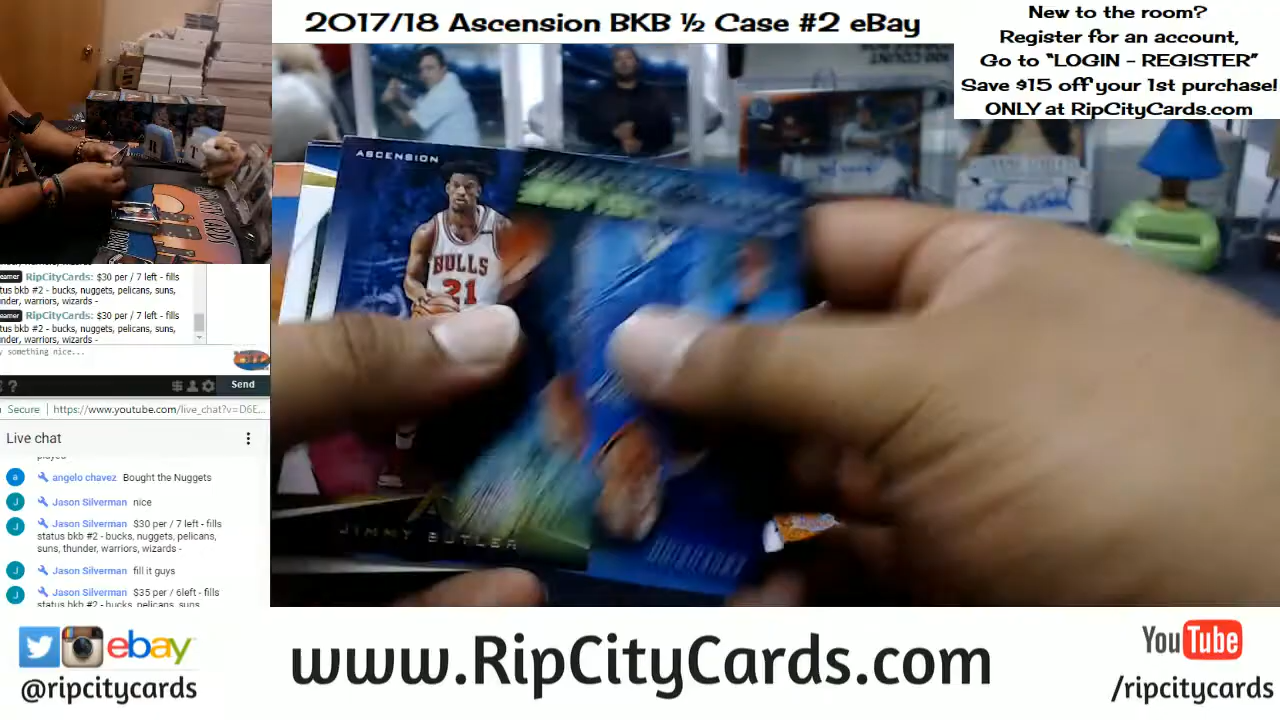 2017/18 Ascension BKB ½ Case #2 eBay
New to the room?
Register for an account,
Go to “LOGIN - REGISTER”
Save $15 off your 1st purchase!
ONLY at RipCityCards.com
ASCENSION
BULLS
21
JIMMY BUTLER
RipCityCards: $30 per / 7 left - fills
status bkb #2 - bucks, nuggets, pelicans, suns,
warriors, wizards -
RipCityCards: $30 per / 7 left - fills
status bkb #2 - bucks, nuggets, pelicans, suns,
warriors, wizards -
something nice...
?
Send
Secure
https://www.youtube.com/live_chat?v=D6E...
Live chat
a
angelo chavez Bought the Nuggets
J
Jason Silverman nice
J
Jason Silverman $30 per / 7 left - fills
status bkb #2 - bucks, nuggets, pelicans,
suns, thunder, warriors, wizards -
J
Jason Silverman fill it guys
J
Jason Silverman $35 per / 6left - fills
status bkb #2 - bucks, pelicans, suns,
ebay
@ripcitycards
www.RipCityCards.com
YouTube
/ripcitycards